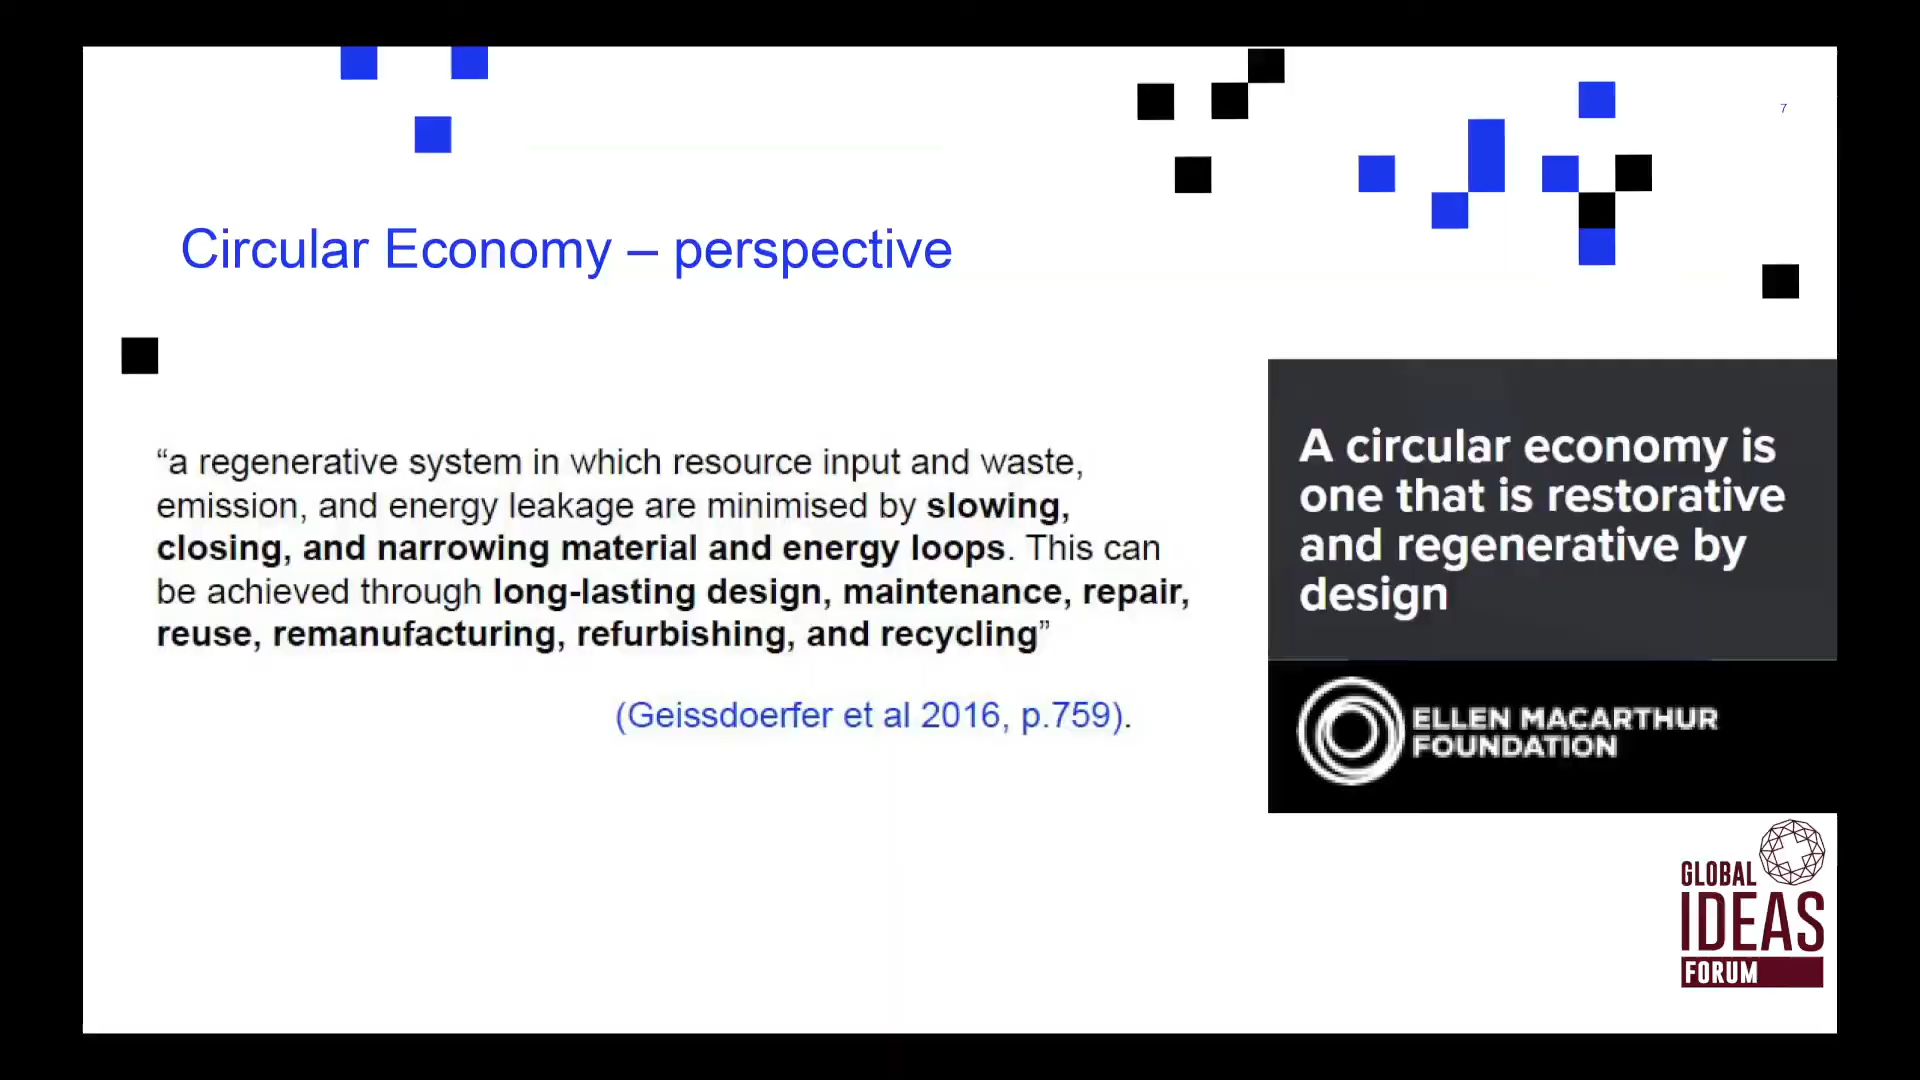 7
Circular Economy – perspective
“a regenerative system in which resource input and waste,
emission, and energy leakage are minimised by slowing,
closing, and narrowing material and energy loops. This can
be achieved through long-lasting design, maintenance, repair,
reuse, remanufacturing, refurbishing, and recycling”
(Geissdoerfer et al 2016, p.759).
A circular economy is
one that is restorative
and regenerative by
design
ELLEN MACARTHUR
FOUNDATION
GLOBAL
IDEAS
FORUM